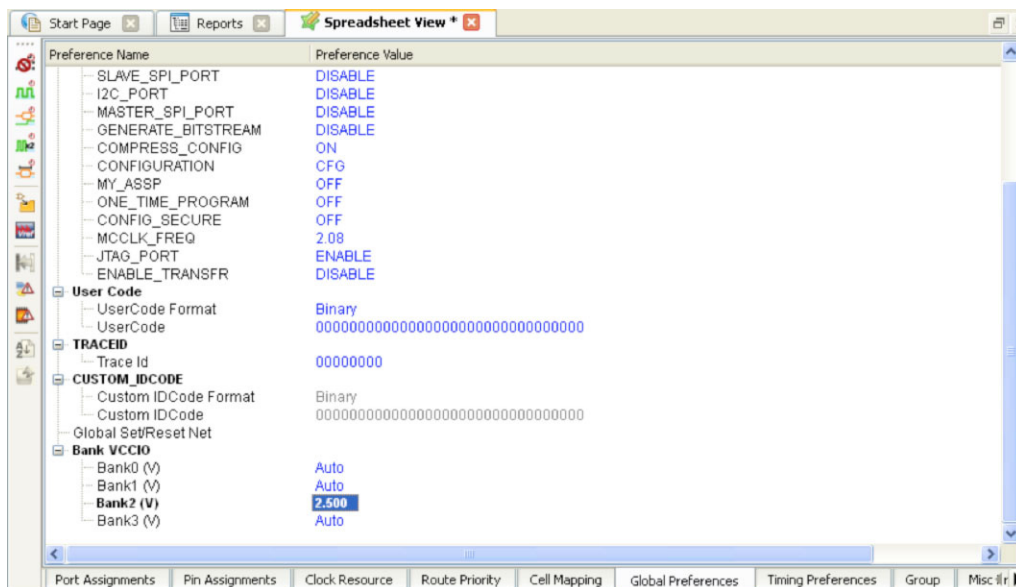 Start Page Reports Spreadsheet View *
Preference Name Preference Value
SLAVE_SPI_PORT DISABLE
I2C_PORT DISABLE
MASTER_SPI_PORT DISABLE
GENERATE_BITSTREAM DISABLE
COMPRESS_CONFIG ON
CONFIGURATION CFG
MY_ASSP OFF
ONE_TIME_PROGRAM OFF
CONFIG_SECURE OFF
MCCLK_FREQ 2.08
JTAG_PORT ENABLE
ENABLE_TRANSFR DISABLE
User Code
UserCode Format Binary
UserCode 00000000000000000000000000000000
TRACEID
Trace Id 00000000
CUSTOM_IDCODE
Custom IDCode Format Binary
Custom IDCode 00000000000000000000000000000000
Global Set/Reset Net
Bank VCCIO
Bank0 (V) Auto
Bank1 (V) Auto
Bank2 (V) 2.500
Bank3 (V) Auto
Port Assignments Pin Assignments Clock Resource Route Priority Cell Mapping Global Preferences Timing Preferences Group Misc